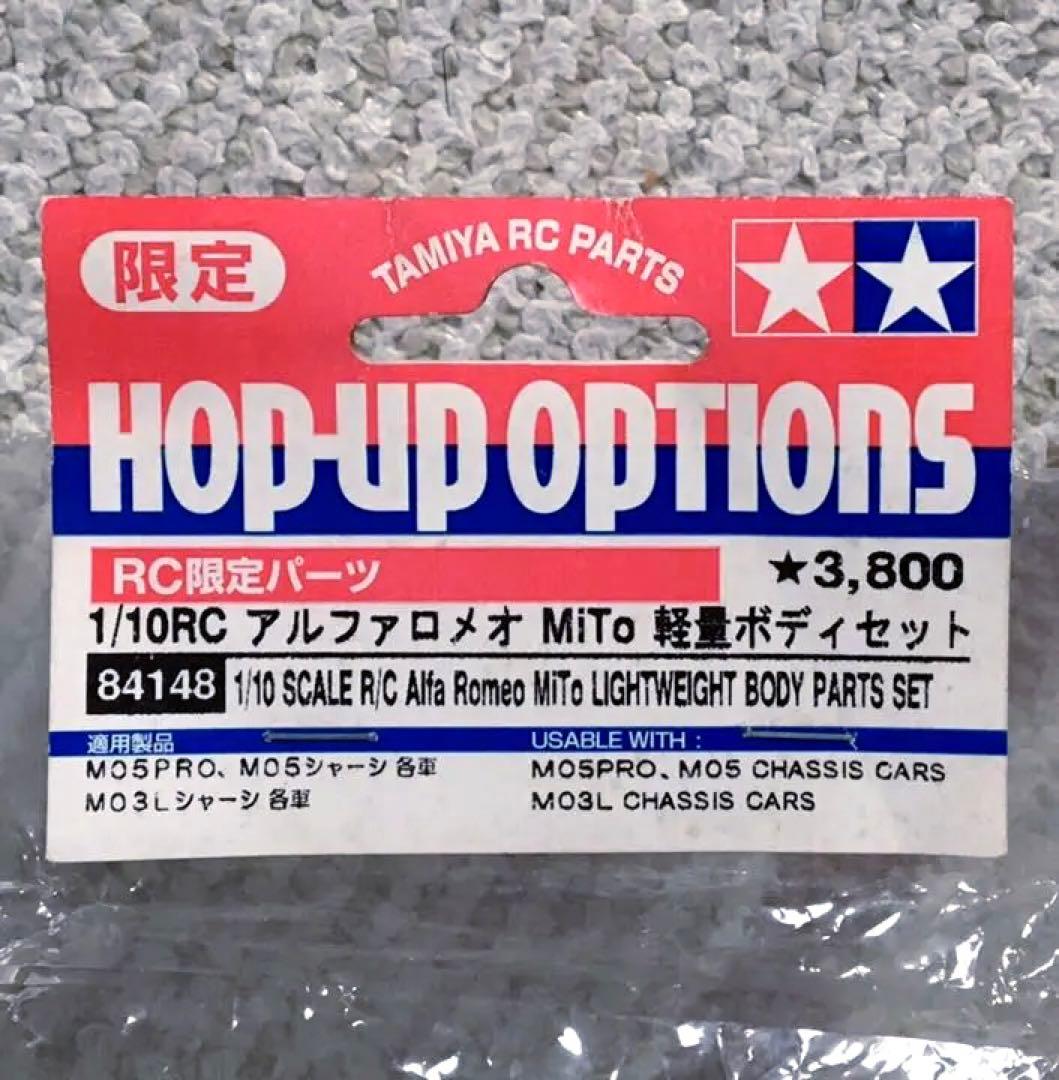 限定
TAMIYA RC PARTS
HOP-UP OPTIONS
RC限定パーツ
★3,800
1/10RC アルファロメオ MiTo 軽量ボディセット
84148 1/10 SCALE R/C Alfa Romeo MiTo LIGHTWEIGHT BODY PARTS SET
適用製品
M05PRO、M05シャーシ 各車
M03Lシャーシ 各車
USABLE WITH :
M05PRO、M05 CHASSIS CARS
M03L CHASSIS CARS